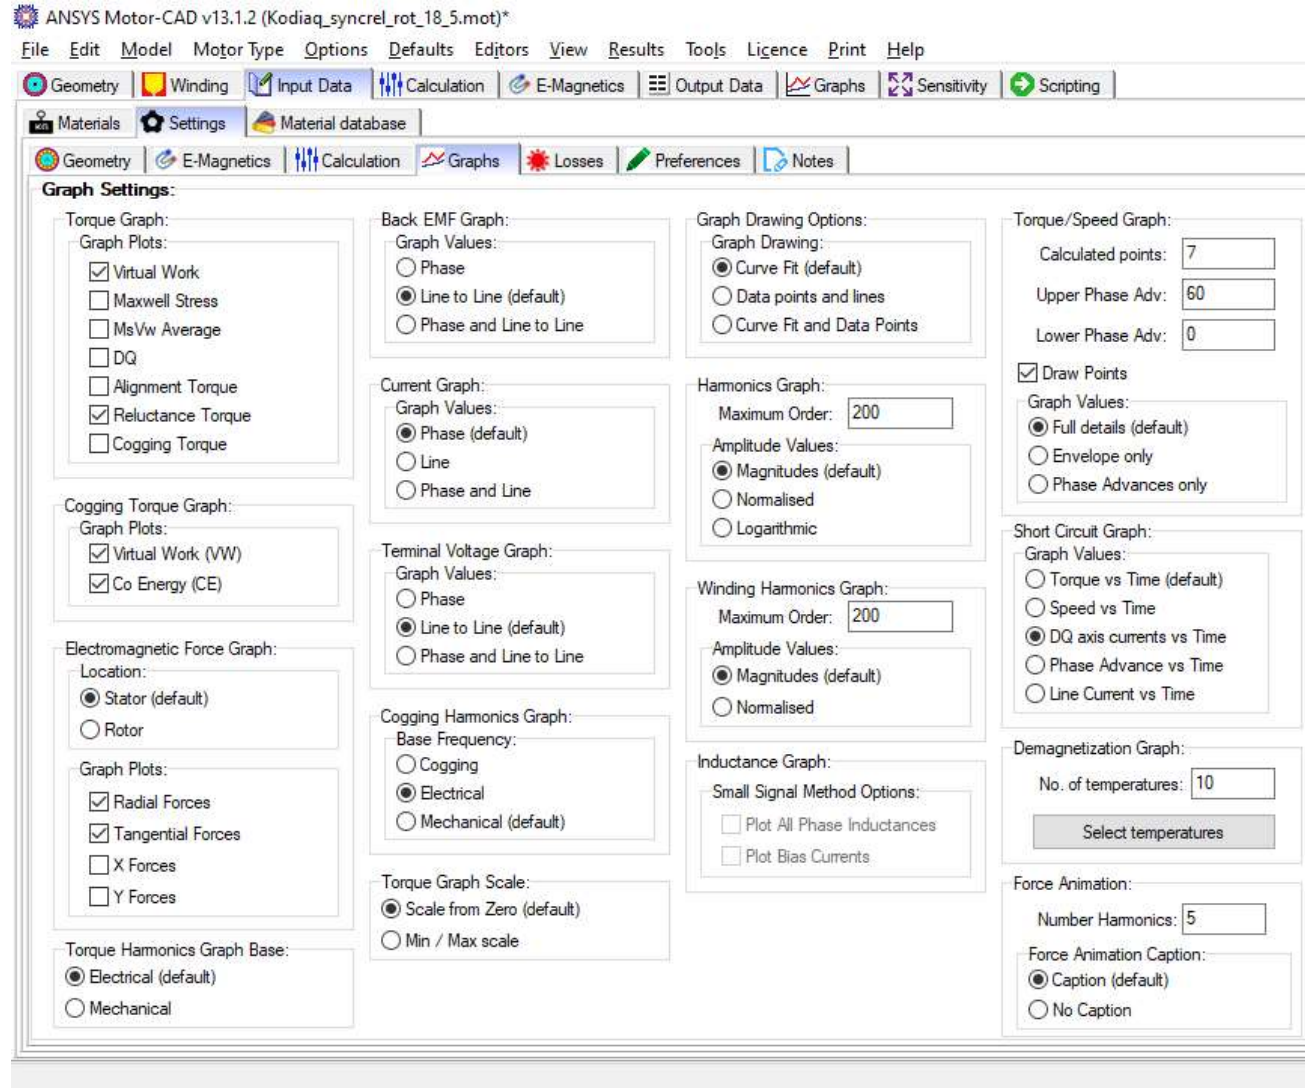 ANSYS Motor-CAD v13.1.2 (Kodiaq_syncrel_rot_18_5.mot)*
File Edit Model Motor Type Options Defaults Editors View Results Tools Licence Print Help
Geometry Winding Input Data Calculation E-Magnetics Output Data Graphs Sensitivity Scripting
Materials Settings Material database
Geometry E-Magnetics Calculation Graphs Losses Preferences Notes
Graph Settings:
Torque Graph:
Graph Plots:
Virtual Work
Maxwell Stress
MsVw Average
DQ
Alignment Torque
Reluctance Torque
Cogging Torque
Cogging Torque Graph:
Graph Plots:
Virtual Work (VW)
Co Energy (CE)
Electromagnetic Force Graph:
Location:
Stator (default)
Rotor
Graph Plots:
Radial Forces
Tangential Forces
X Forces
Y Forces
Torque Harmonics Graph Base:
Electrical (default)
Mechanical
Back EMF Graph:
Graph Values:
Phase
Line to Line (default)
Phase and Line to Line
Current Graph:
Graph Values:
Phase (default)
Line
Phase and Line
Terminal Voltage Graph:
Graph Values:
Phase
Line to Line (default)
Phase and Line to Line
Cogging Harmonics Graph:
Base Frequency:
Cogging
Electrical
Mechanical (default)
Torque Graph Scale:
Scale from Zero (default)
Min / Max scale
Graph Drawing Options:
Graph Drawing:
Curve Fit (default)
Data points and lines
Curve Fit and Data Points
Harmonics Graph:
Maximum Order: 200
Amplitude Values:
Magnitudes (default)
Normalised
Logarithmic
Winding Harmonics Graph:
Maximum Order: 200
Amplitude Values:
Magnitudes (default)
Normalised
Inductance Graph:
Small Signal Method Options:
Plot All Phase Inductances
Plot Bias Currents
Torque/Speed Graph:
Calculated points: 7
Upper Phase Adv: 60
Lower Phase Adv: 0
Draw Points
Graph Values:
Full details (default)
Envelope only
Phase Advances only
Short Circuit Graph:
Graph Values:
Torque vs Time (default)
Speed vs Time
DQ axis currents vs Time
Phase Advance vs Time
Line Current vs Time
Demagnetization Graph:
No. of temperatures: 10
Select temperatures
Force Animation:
Number Harmonics: 5
Force Animation Caption:
Caption (default)
No Caption